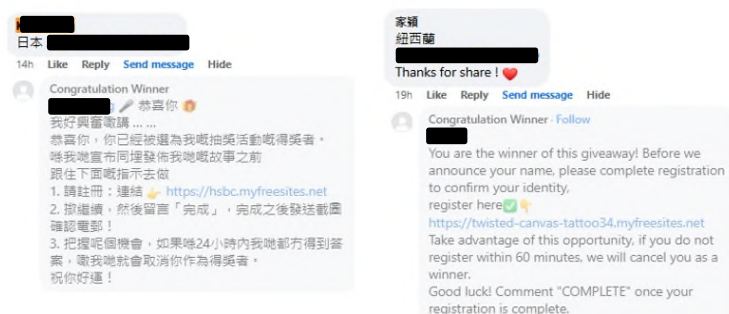 日本
14h Like Reply Send message Hide
Congratulation Winner
恭喜你
我好興奮噉講 ... ...
恭喜你，你已經被選為我嘅抽獎活動嘅得獎者。
喺我哋宣布同埋發佈我哋嘅故事之前
跟住下面嘅指示去做
1. 請註冊：連結 👉 https://hsbc.myfreesites.net
2. 撳繼續，然後留言「完成」，完成之後發送截圖
確認電郵！
3. 把握呢個機會，如果喺24小時內我哋都冇得到答
案，噉我哋就會取消你作為得獎者。
祝你好運！
家穎
紐西蘭
Thanks for share ! ❤️
19h Like Reply Send message Hide
Congratulation Winner · Follow
You are the winner of this giveaway! Before we
announce your name, please complete registration
to confirm your identity,
register here✅👇
https://twisted-canvas-tattoo34.myfreesites.net
Take advantage of this opportunity, if you do not
register within 60 minutes, we will cancel you as a
winner.
Good luck! Comment "COMPLETE" once your
registration is complete.